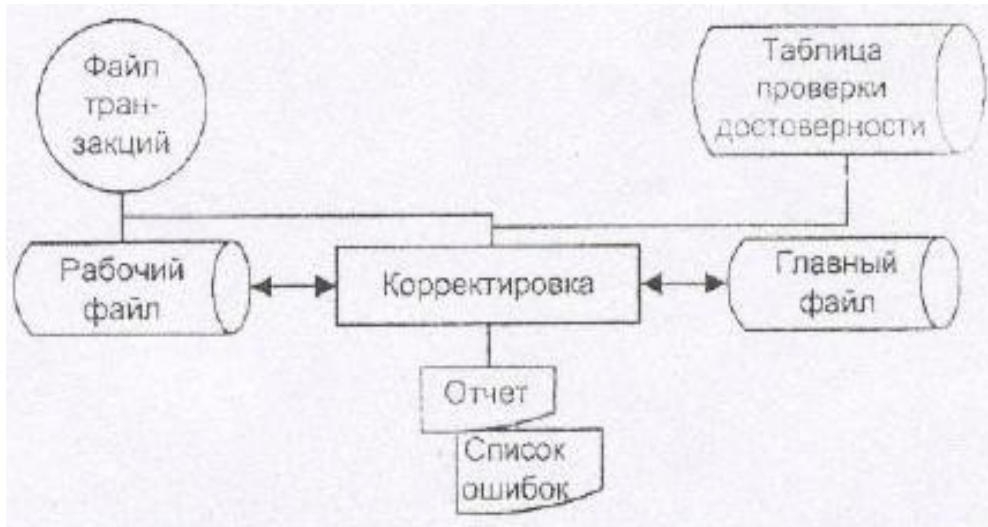 Файл
тран-
закций
Таблица
проверки
достоверности
Рабочий
файл
Корректировка
Главный
файл
Отчет
Список
ошибок